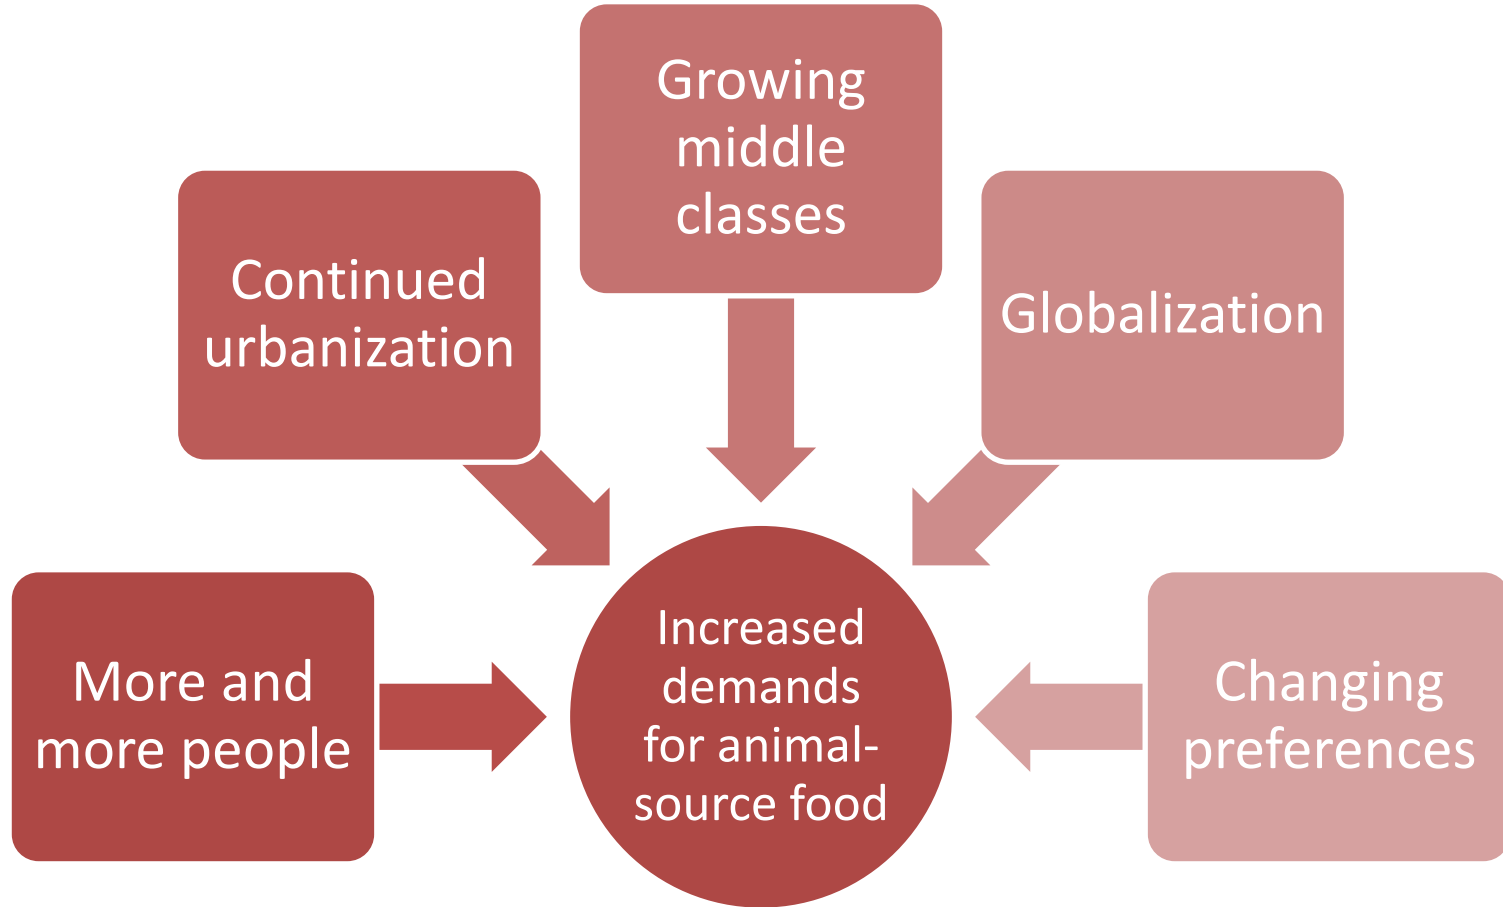 Growing
middle
classes
Continued
urbanization
Globalization
More and
more people
Increased
demands
for animal-
source food
Changing
preferences